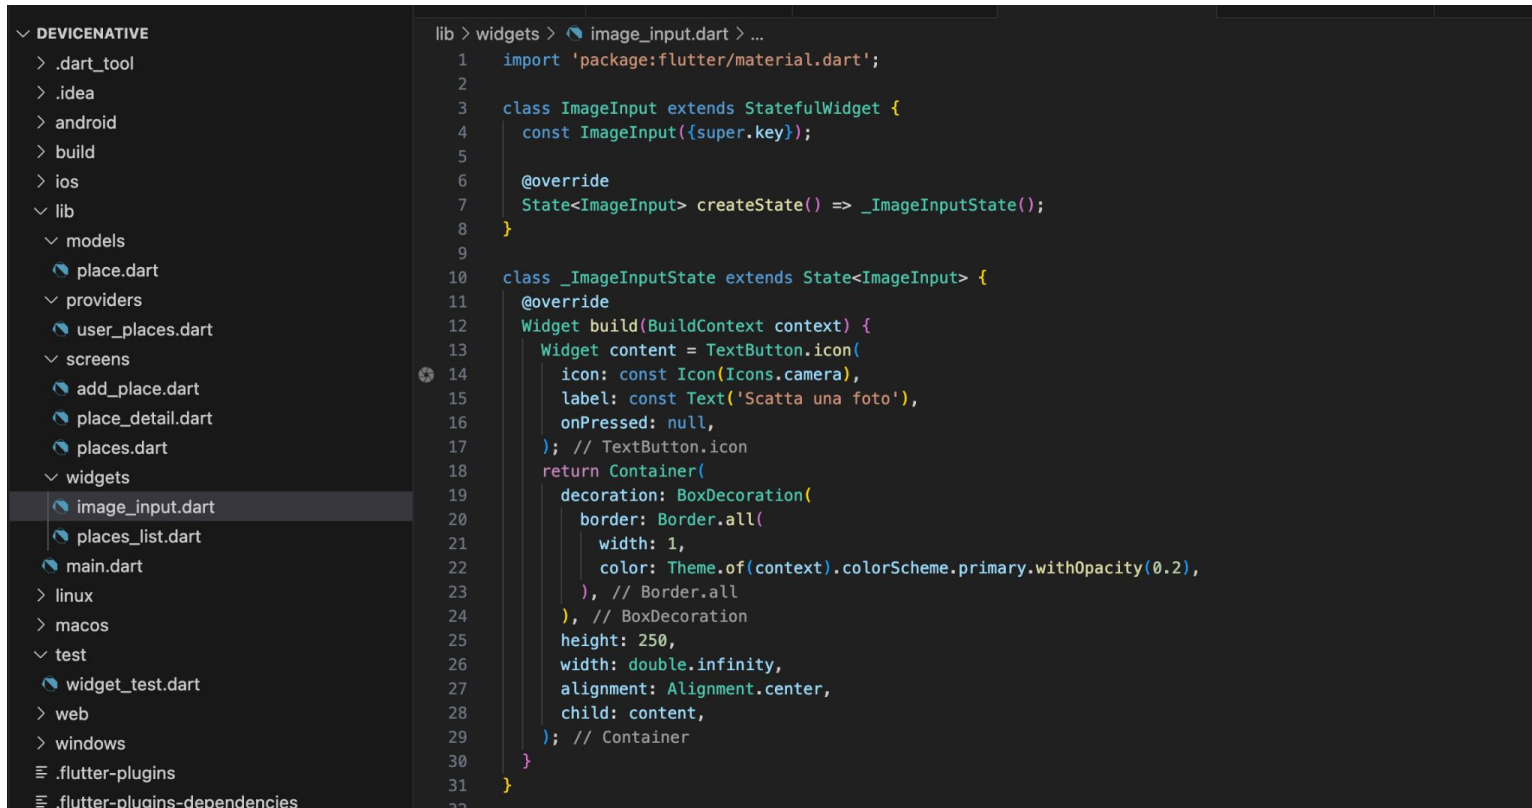 DEVICENATIVE
.dart_tool
.idea
android
build
ios
lib
models
place.dart
providers
user_places.dart
screens
add_place.dart
place_detail.dart
places.dart
widgets
image_input.dart
places_list.dart
main.dart
linux
macos
test
widget_test.dart
web
windows
.flutter-plugins
.flutter-plugins-dependencies
lib > widgets > image_input.dart > ...
1 import 'package:flutter/material.dart';
2
3 class ImageInput extends StatefulWidget {
4 const ImageInput({super.key});
5
6 @override
7 State<ImageInput> createState() => _ImageInputState();
8 }
9
10 class _ImageInputState extends State<ImageInput> {
11 @override
12 Widget build(BuildContext context) {
13 Widget content = TextButton.icon(
14 icon: const Icon(Icons.camera),
15 label: const Text('Scatta una foto'),
16 onPressed: null,
17 ); // TextButton.icon
18 return Container(
19 decoration: BoxDecoration(
20 border: Border.all(
21 width: 1,
22 color: Theme.of(context).colorScheme.primary.withOpacity(0.2),
23 ), // Border.all
24 ), // BoxDecoration
25 height: 250,
26 width: double.infinity,
27 alignment: Alignment.center,
28 child: content,
29 ); // Container
30 }
31 }
32